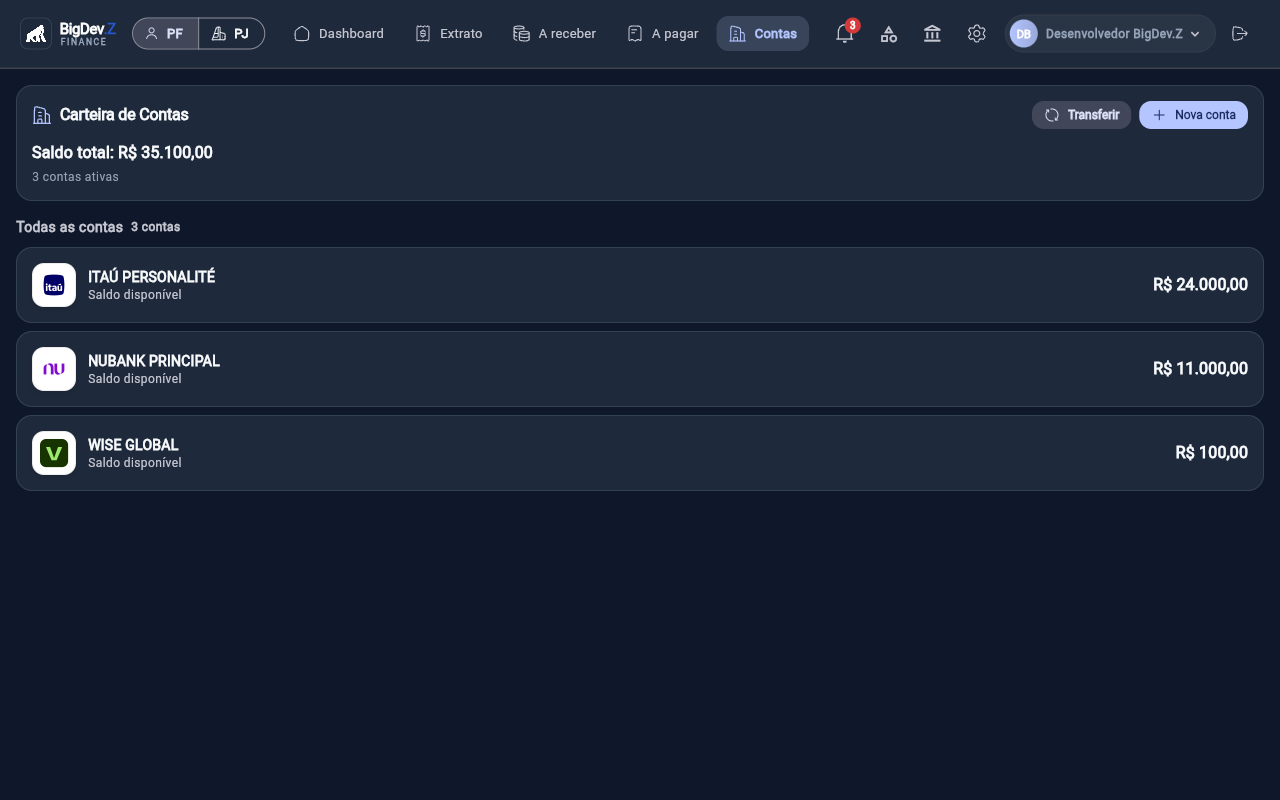 BigDev.Z
FINANCE
PF
PJ
Dashboard
Extrato
A receber
A pagar
Contas
3
DB
Desenvolvedor BigDev.Z
Carteira de Contas
Transferir
Nova conta
Saldo total: R$ 35.100,00
3 contas ativas
Todas as contas 3 contas
itaú
ITAÚ PERSONALITÉ
Saldo disponível
R$ 24.000,00
nu
NUBANK PRINCIPAL
Saldo disponível
R$ 11.000,00
V
WISE GLOBAL
Saldo disponível
R$ 100,00